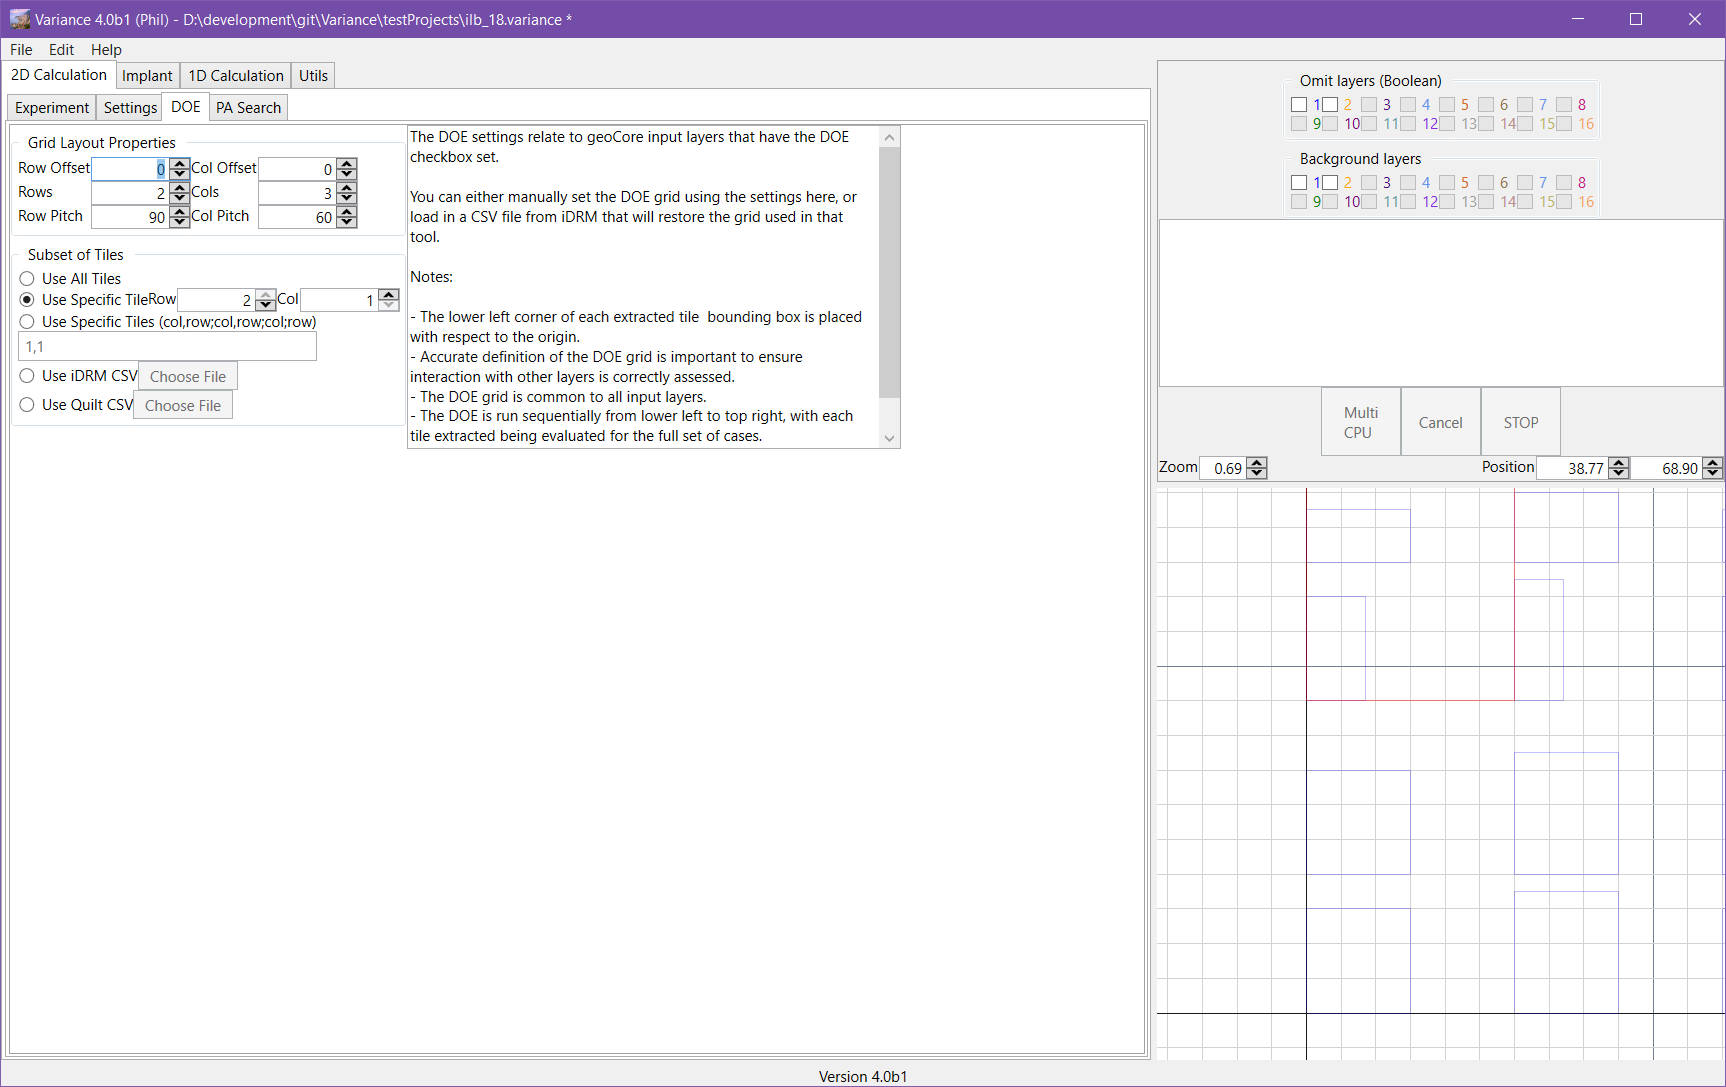 Variance 4.0b1 (Phil) - D:\development\git\Variance\testProjects\ilb_18.variance *
File Edit Help
2D Calculation Implant 1D Calculation Utils
Experiment Settings DOE PA Search
Grid Layout Properties
Row Offset 0 Col Offset 0
Rows 2 Cols 3
Row Pitch 90 Col Pitch 60
Subset of Tiles
Use All Tiles
Use Specific Tile Row 2 Col 1
Use Specific Tiles (col,row;col,row;col;row)
1,1
Use iDRM CSV Choose File
Use Quilt CSV Choose File
The DOE settings relate to geoCore input layers that have the DOE
checkbox set.
You can either manually set the DOE grid using the settings here, or
load in a CSV file from iDRM that will restore the grid used in that
tool.
Notes:
- The lower left corner of each extracted tile  bounding box is placed
with respect to the origin.
- Accurate definition of the DOE grid is important to ensure
interaction with other layers is correctly assessed.
- The DOE grid is common to all input layers.
- The DOE is run sequentially from lower left to top right, with each
tile extracted being evaluated for the full set of cases.
Omit layers (Boolean)
1 2 3 4 5 6 7 8
9 10 11 12 13 14 15 16
Background layers
1 2 3 4 5 6 7 8
9 10 11 12 13 14 15 16
Multi
CPU
Cancel
STOP
Zoom 0.69 Position 38.77 68.90
Version 4.0b1